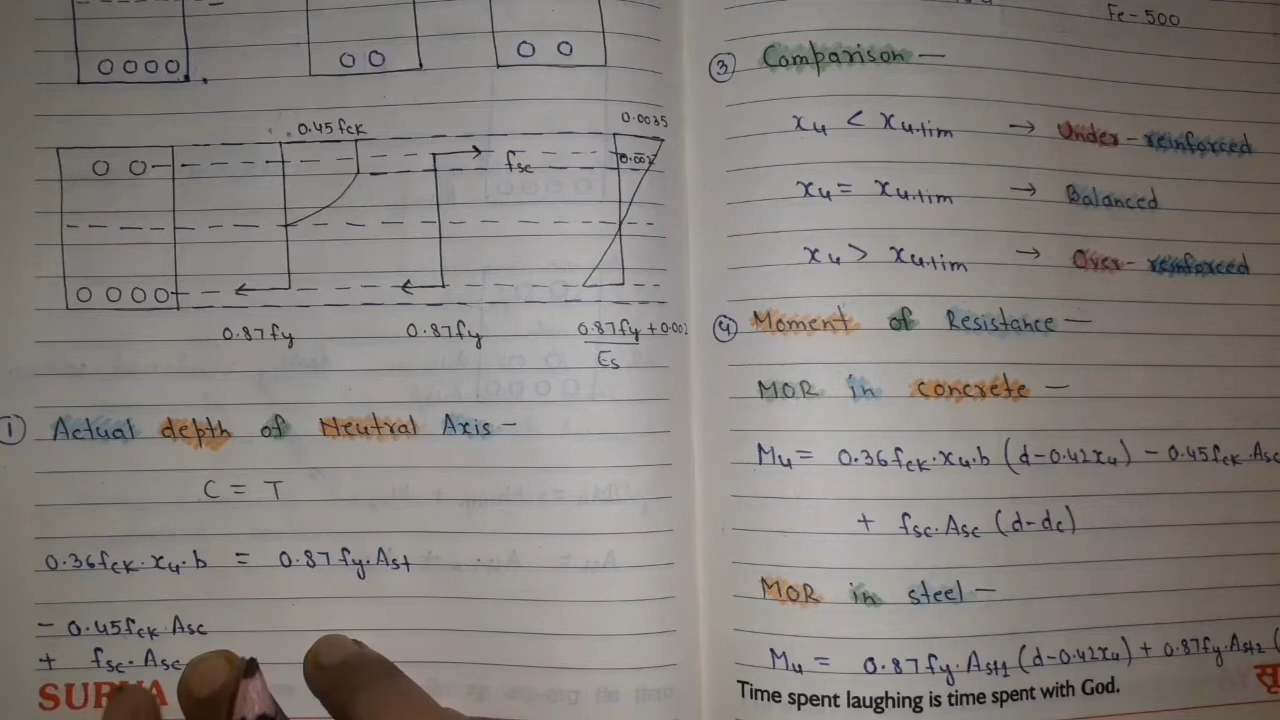 0.45fck
0.0035
fsc
0.002
0.87fy
0.87fy
0.87fy + 0.002
Es
① Actual depth of Neutral Axis -
C = T
0.36fck.xu.b = 0.87fy.Ast
- 0.45fck.Asc
+ fsc.Asc
SURYA
Fe-500
③ Comparison -
xu < xu.lim → Under-reinforced
xu = xu.lim → Balanced
xu > xu.lim → Over-reinforced
④ Moment of Resistance -
MOR in concrete -
Mu = 0.36fck.xu.b (d-0.42xu) - 0.45fck.Asc
+ fsc.Asc (d-dc)
MOR in steel -
Mu = 0.87fy.Ast1 (d-0.42xu) + 0.87fy.Ast2 (
Time spent laughing is time spent with God.
सू